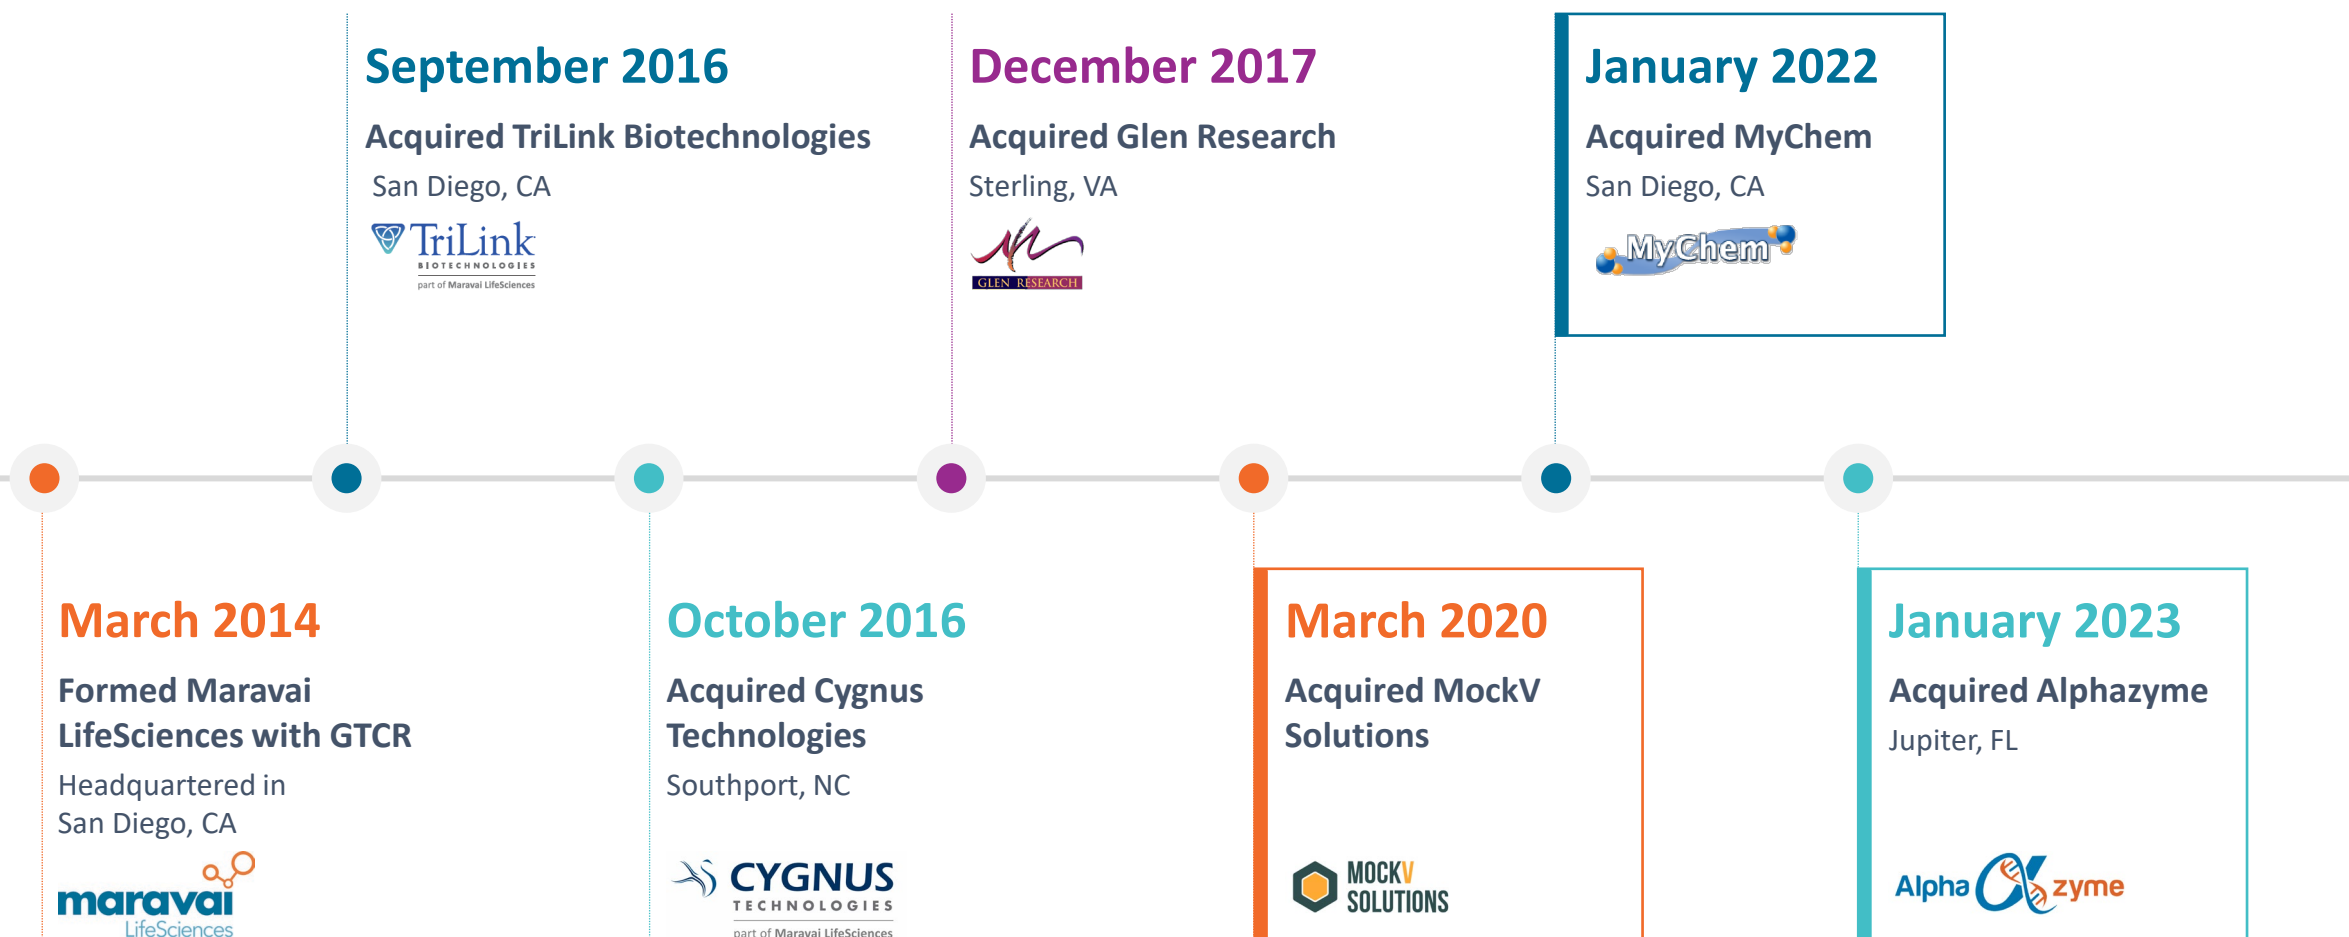 September 2016
Acquired TriLink Biotechnologies
San Diego, CA
TriLink
BIOTECHNOLOGIES
part of Maravai LifeSciences
December 2017
Acquired Glen Research
Sterling, VA
GLEN RESEARCH
January 2022
Acquired MyChem
San Diego, CA
MyChem
March 2014
Formed Maravai
LifeSciences with GTCR
Headquartered in
San Diego, CA
maravai
LifeSciences
October 2016
Acquired Cygnus
Technologies
Southport, NC
CYGNUS
TECHNOLOGIES
part of Maravai LifeSciences
March 2020
Acquired MockV
Solutions
MOCKV
SOLUTIONS
January 2023
Acquired Alphazyme
Jupiter, FL
Alpha zyme